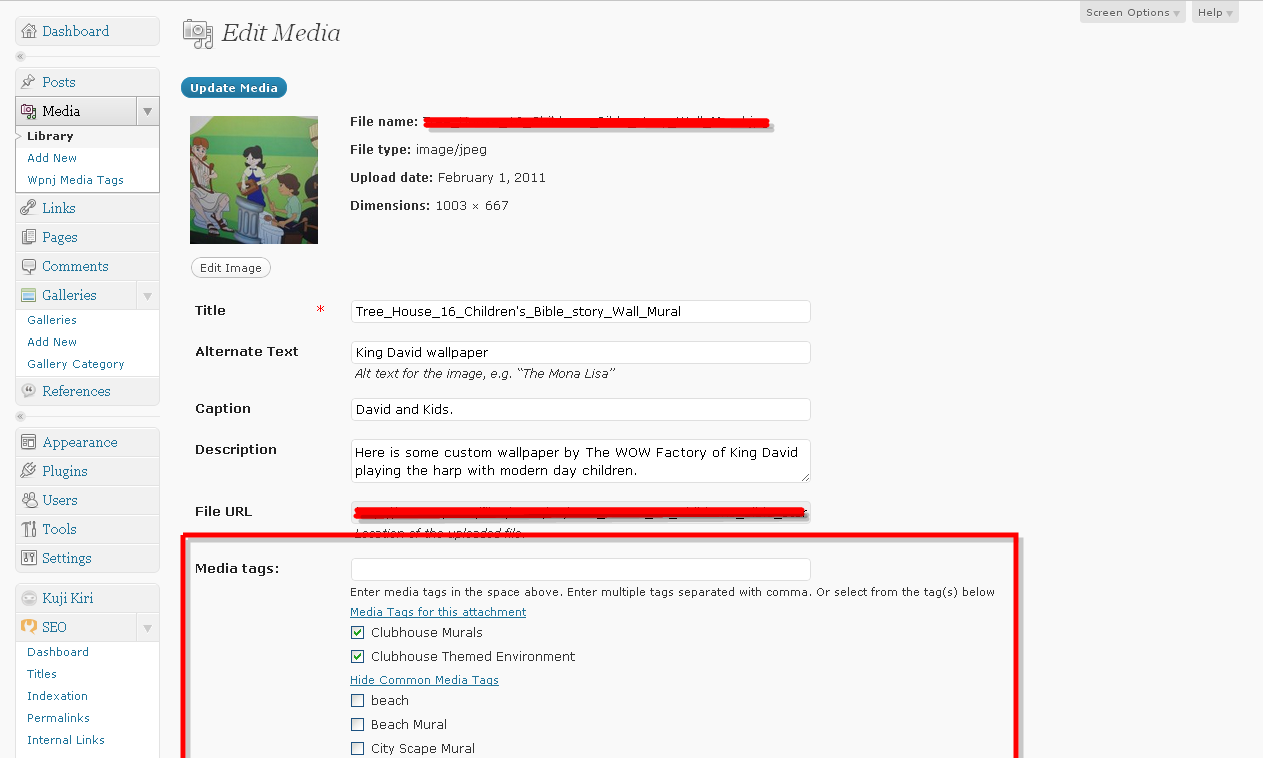 Screen Options
Help
Dashboard
Posts
Media
Library
Add New
Wpnj Media Tags
Links
Pages
Comments
Galleries
Galleries
Add New
Gallery Category
References
Appearance
Plugins
Users
Tools
Settings
Kuji Kiri
SEO
Dashboard
Titles
Indexation
Permalinks
Internal Links
Edit Media
Update Media
File name:
File type: image/jpeg
Upload date: February 1, 2011
Dimensions: 1003 × 667
Edit Image
Title * Tree_House_16_Children's_Bible_story_Wall_Mural
Alternate Text King David wallpaper
Alt text for the image, e.g. “The Mona Lisa”
Caption David and Kids.
Description Here is some custom wallpaper by The WOW Factory of King David
playing the harp with modern day children.
File URL
Location of the uploaded file.
Media tags:
Enter media tags in the space above. Enter multiple tags separated with comma. Or select from the tag(s) below
Media Tags for this attachment
Clubhouse Murals
Clubhouse Themed Environment
Hide Common Media Tags
beach
Beach Mural
City Scape Mural